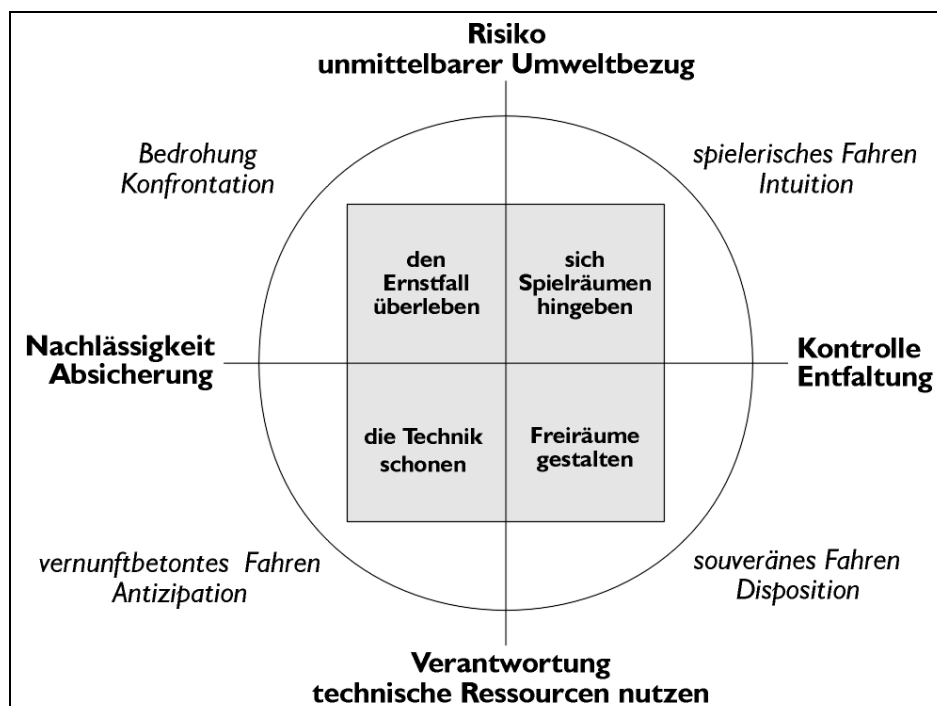 Risiko
unmittelbarer Umweltbezug
Bedrohung
Konfrontation
spielerisches Fahren
Intuition
den
Ernstfall
überleben
sich
Spielräumen
hingeben
Nachlässigkeit
Absicherung
Kontrolle
Entfaltung
die Technik
schonen
Freiräume
gestalten
vernunftbetontes Fahren
Antizipation
souveränes Fahren
Disposition
Verantwortung
technische Ressourcen nutzen